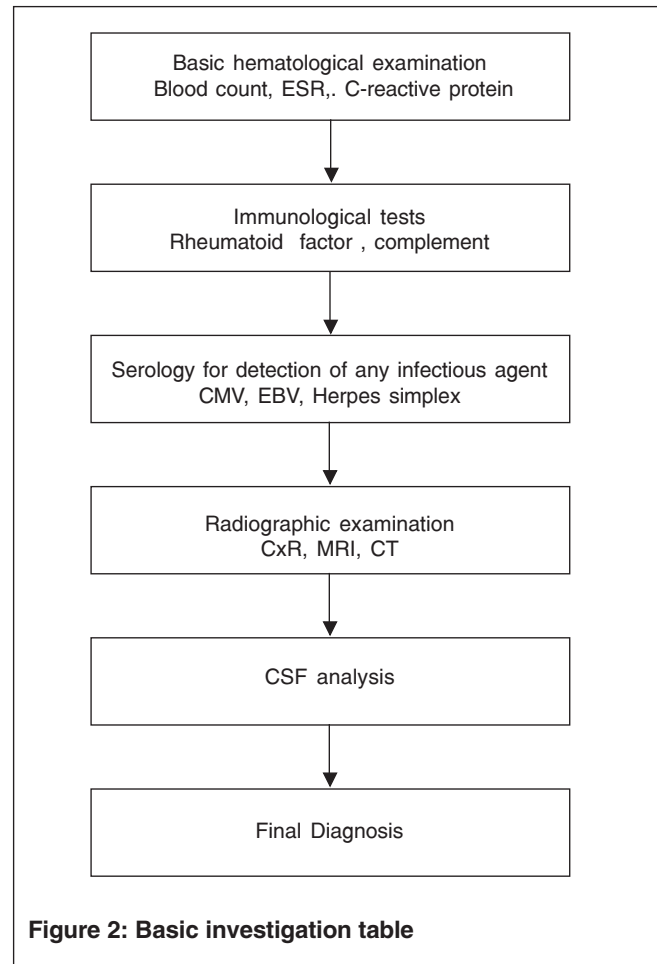 Basic hematological examination
Blood count, ESR,. C-reactive protein
Immunological tests
Rheumatoid factor , complement
Serology for detection of any infectious agent
CMV, EBV, Herpes simplex
Radiographic examination
CxR, MRI, CT
CSF analysis
Final Diagnosis
Figure 2: Basic investigation table